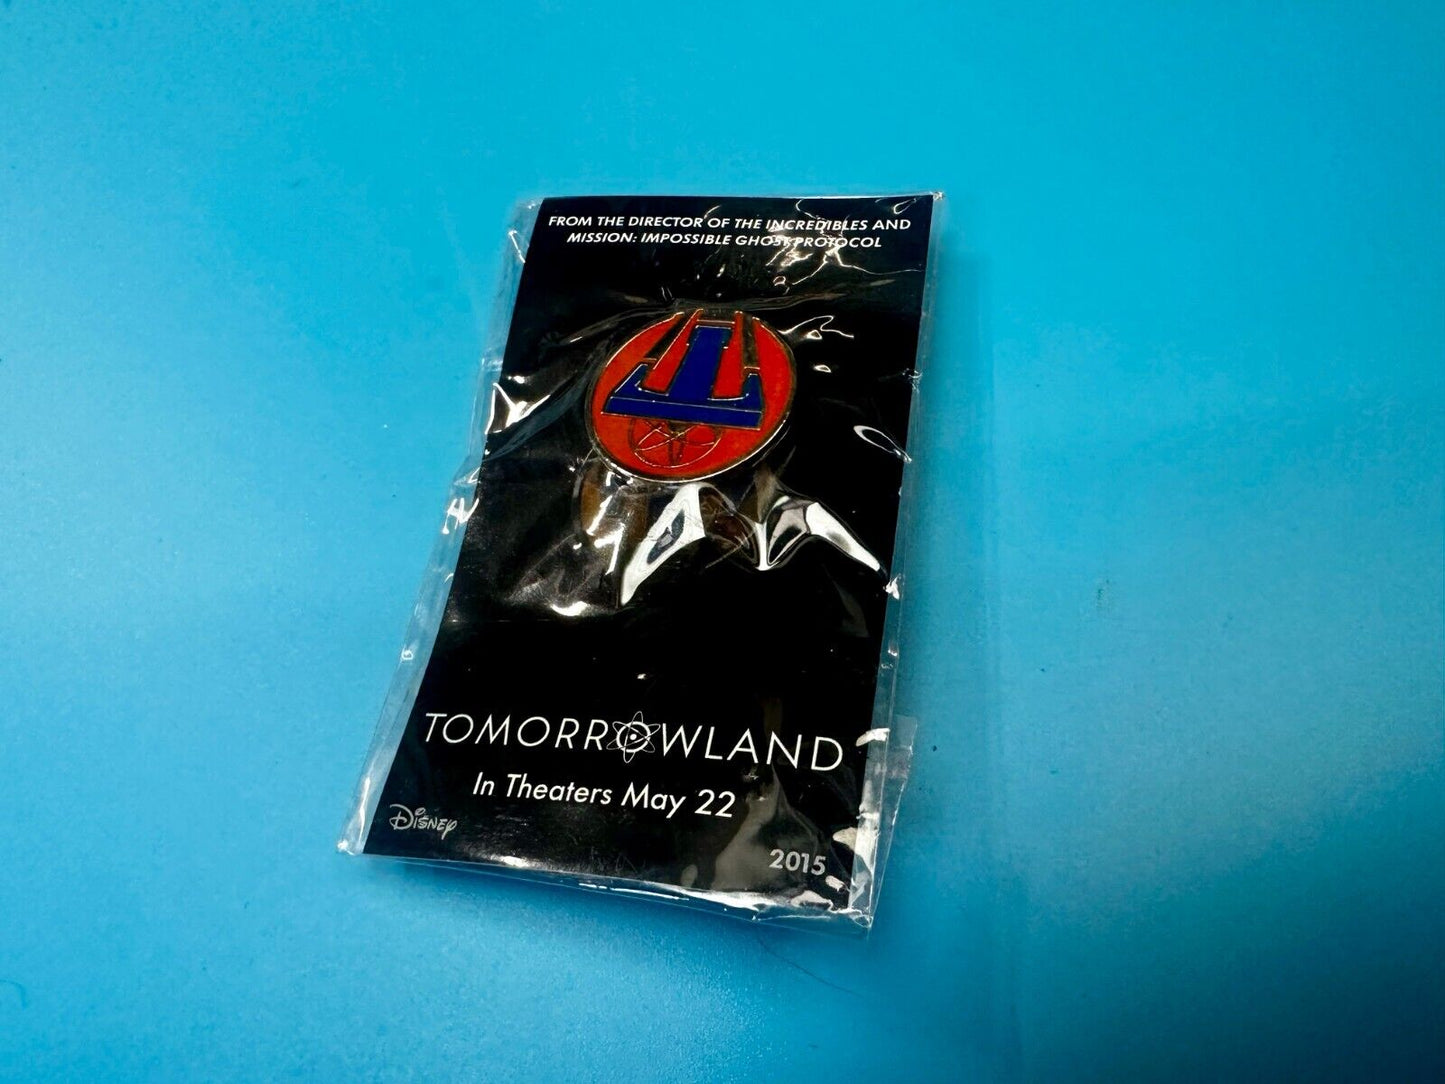 FROM THE DIRECTOR OF THE INCREDIBLES AND
MISSION: IMPOSSIBLE GHOST PROTOCOL
T
TOMORROWLAND
In Theaters May 22
Disney
2015